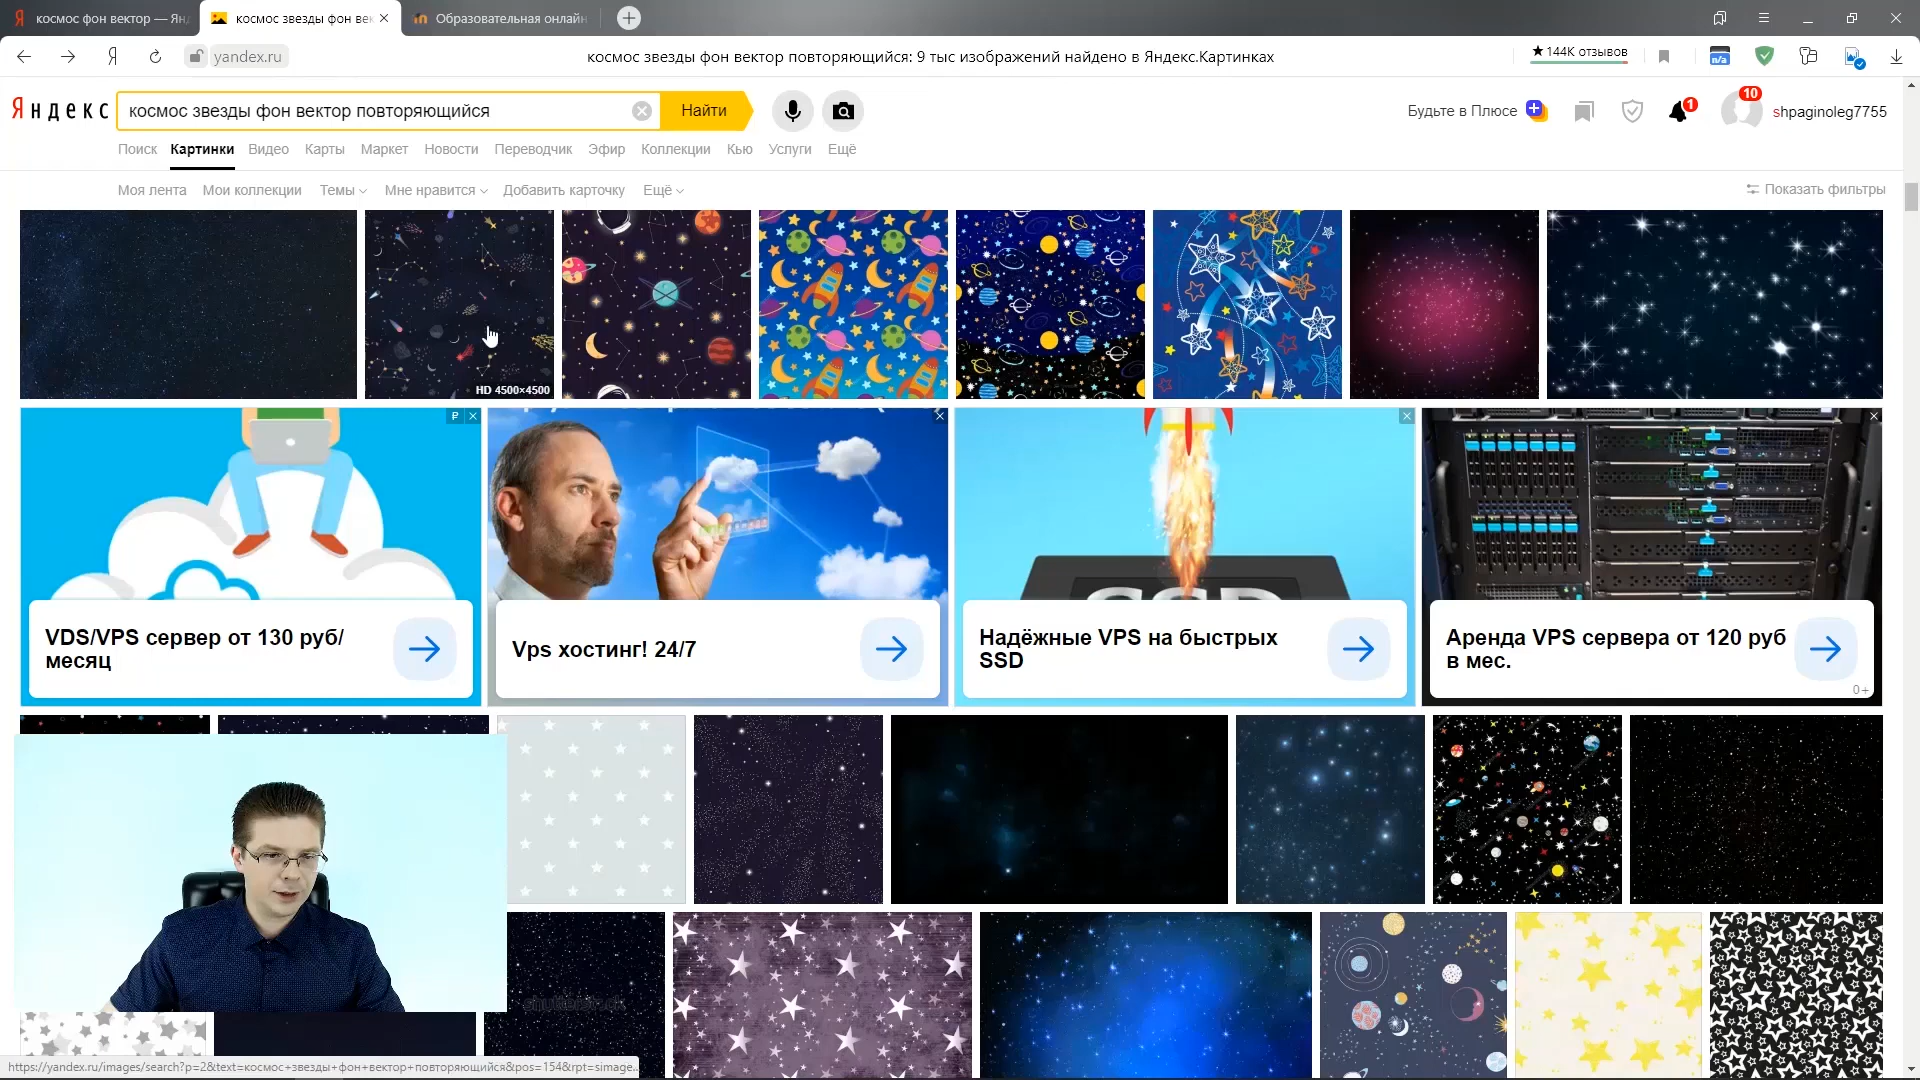 космос фон вектор — Ян
космос звезды фон век
Образовательная онлайн
yandex.ru
космос звезды фон вектор повторяющийся: 9 тыс изображений найдено в Яндекс.Картинках
★144К отзывов
n/a
Яндекс
космос звезды фон вектор повторяющийся
Найти
Будьте в Плюсе
1
10
shpaginoleg7755
Поиск Картинки Видео Карты Маркет Новости Переводчик Эфир Коллекции Кью Услуги Ещё
Моя лента Мои коллекции Темы Мне нравится Добавить карточку Ещё
Показать фильтры
HD 4500×4500
VDS/VPS сервер от 130 руб/
месяц
Vps хостинг! 24/7
SSD
Надёжные VPS на быстрых
SSD
Аренда VPS сервера от 120 руб
в мес.
0+
shutterstock
https://yandex.ru/images/search?p=2&text=космос+звезды+фон+вектор+повторяющийся&pos=154&rpt=simage...